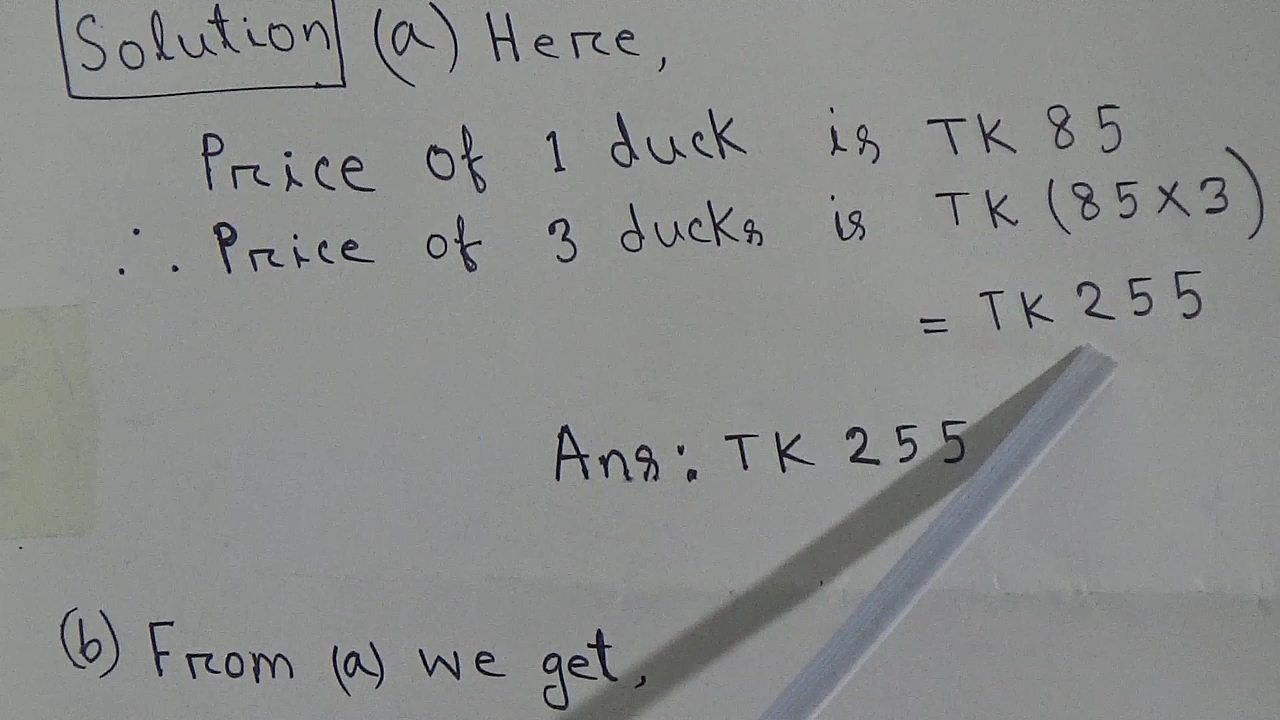 Solution (a) Here,
Price of 1 duck is TK 85
∴ Price of 3 ducks is TK (85×3)
= TK 255
Ans: TK 255
(b) From (a) we get,